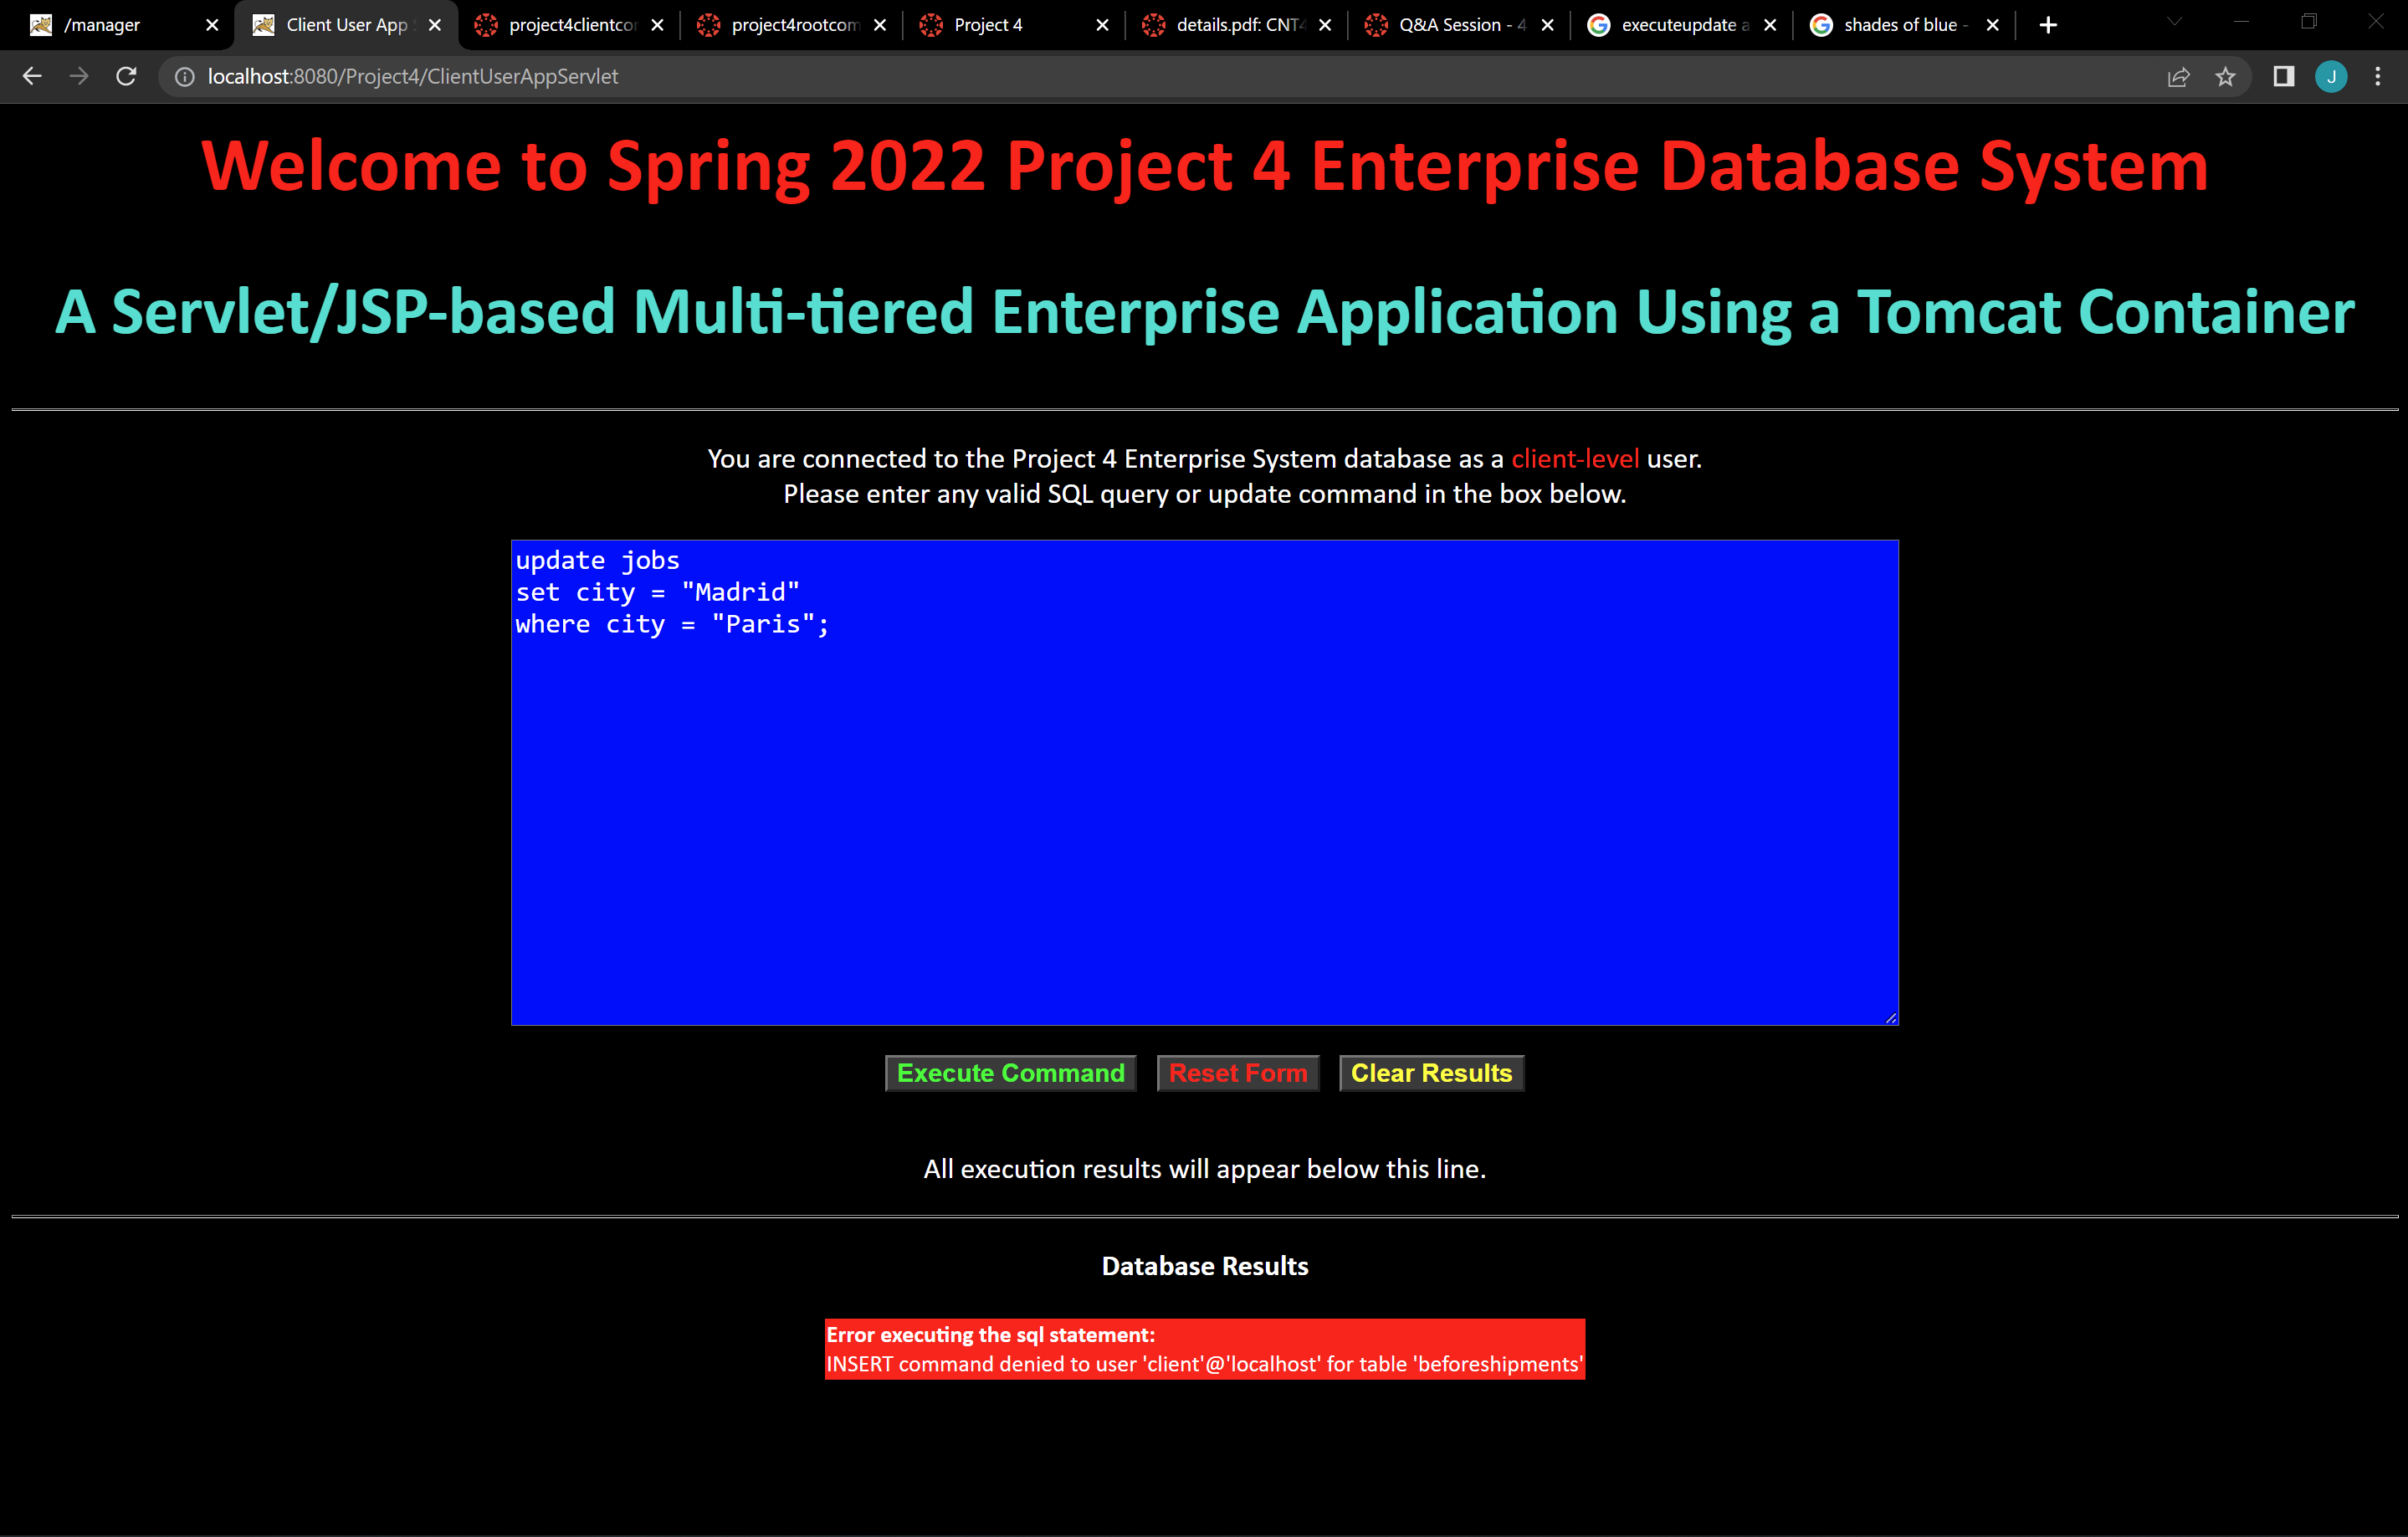 /manager
Client User App
project4clientcor
project4rootcom
Project 4
details.pdf: CNT4
Q&A Session - 4
executeupdate a
shades of blue -
localhost:8080/Project4/ClientUserAppServlet
J
Welcome to Spring 2022 Project 4 Enterprise Database System
A Servlet/JSP-based Multi-tiered Enterprise Application Using a Tomcat Container
You are connected to the Project 4 Enterprise System database as a client-level user.
Please enter any valid SQL query or update command in the box below.
update jobs
set city = "Madrid"
where city = "Paris";
Execute Command
Reset Form
Clear Results
All execution results will appear below this line.
Database Results
Error executing the sql statement:
INSERT command denied to user 'client'@'localhost' for table 'beforeshipments'